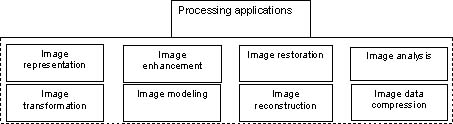 Processing applications
Image
representation
Image
enhancement
Image restoration
Image analysis
Image
transformation
Image modeling
Image
reconstruction
Image data
compression